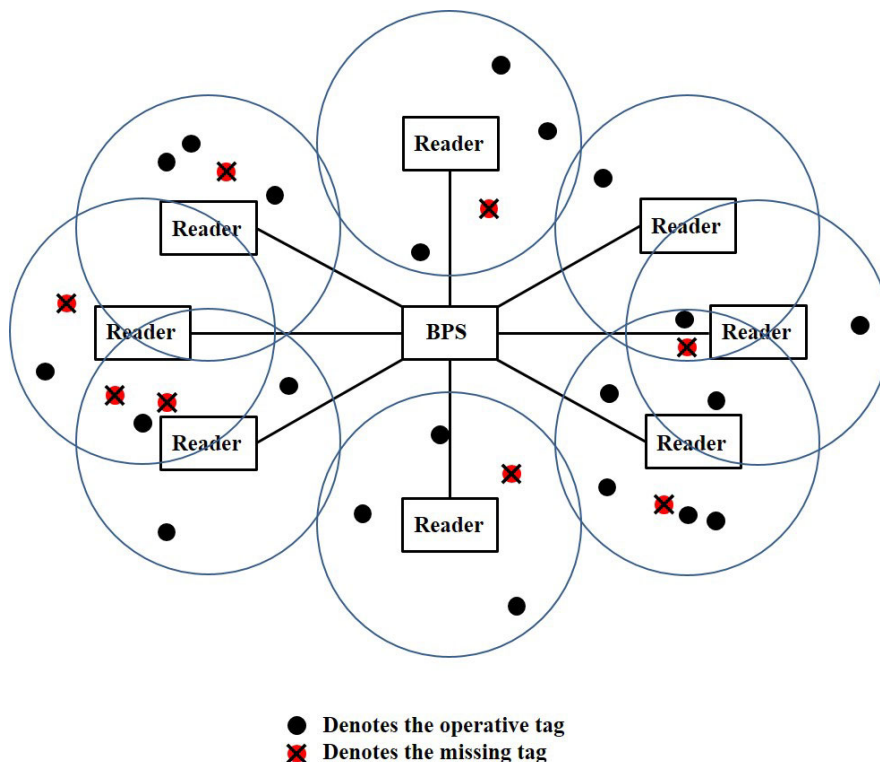 Reader
Reader
Reader
Reader
BPS
Reader
Reader
Reader
Reader
Denotes the operative tag
Denotes the missing tag